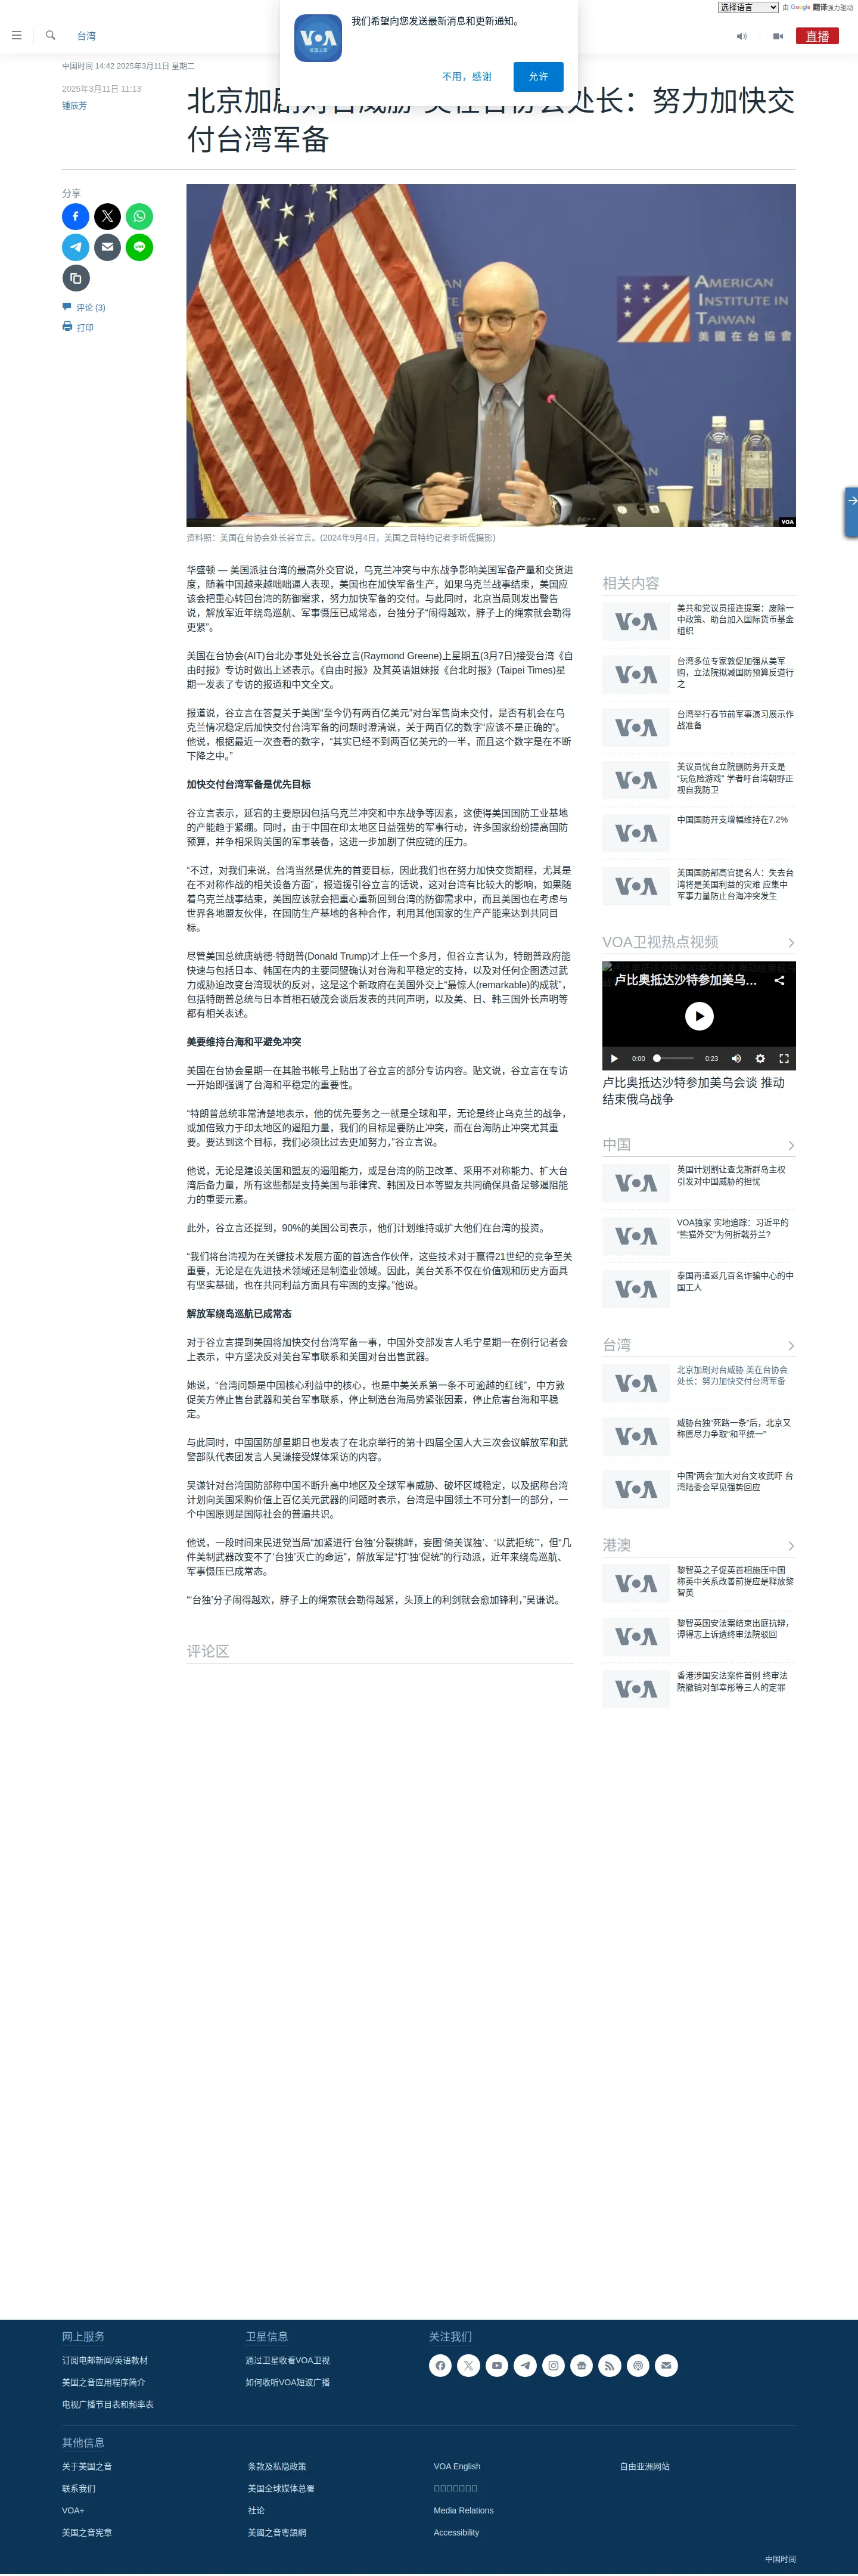 选择语言 由 Google 翻译强力驱动
台湾
直播
我们希望向您发送最新消息和更新通知。
不用，感谢
允许
中国时间 14:42 2025年3月11日 星期二
2025年3月11日 11:13
锺辰芳
北京加剧对台威胁 美在台协会处长：努力加快交
付台湾军备
分享
评论 (3)
打印
AMERICAN
INSTITUTE IN
TAIWAN
美國在台協會
VOA
资料照：美国在台协会处长谷立言。(2024年9月4日，美国之音特约记者李昕儒摄影)
华盛顿 — 美国派驻台湾的最高外交官说，乌克兰冲突与中东战争影响美国军备产量和交货进
度，随着中国越来越咄咄逼人表现，美国也在加快军备生产，如果乌克兰战事结束，美国应
该会把重心转回台湾的防御需求，努力加快军备的交付。与此同时，北京当局则发出警告
说，解放军近年绕岛巡航、军事慑压已成常态，台独分子“闹得越欢，脖子上的绳索就会勒得
更紧”。
美国在台协会(AIT)台北办事处处长谷立言(Raymond Greene)上星期五(3月7日)接受台湾《自
由时报》专访时做出上述表示。《自由时报》及其英语姐妹报《台北时报》(Taipei Times)星
期一发表了专访的报道和中文全文。
报道说，谷立言在答复关于美国“至今仍有两百亿美元”对台军售尚未交付，是否有机会在乌
克兰情况稳定后加快交付台湾军备的问题时澄清说，关于两百亿的数字“应该不是正确的”。
他说，根据最近一次查看的数字，“其实已经不到两百亿美元的一半，而且这个数字是在不断
下降之中。”
加快交付台湾军备是优先目标
谷立言表示，延宕的主要原因包括乌克兰冲突和中东战争等因素，这使得美国国防工业基地
的产能趋于紧绷。同时，由于中国在印太地区日益强势的军事行动，许多国家纷纷提高国防
预算，并争相采购美国的军事装备，这进一步加剧了供应链的压力。
“不过，对我们来说，台湾当然是优先的首要目标，因此我们也在努力加快交货期程，尤其是
在不对称作战的相关设备方面”，报道援引谷立言的话说，这对台湾有比较大的影响，如果随
着乌克兰战事结束，美国应该就会把重心重新回到台湾的防御需求中，而且美国也在考虑与
世界各地盟友伙伴，在国防生产基地的各种合作，利用其他国家的生产产能来达到共同目
标。
尽管美国总统唐纳德·特朗普(Donald Trump)才上任一个多月，但谷立言认为，特朗普政府能
快速与包括日本、韩国在内的主要同盟确认对台海和平稳定的支持，以及对任何企图透过武
力或胁迫改变台湾现状的反对，这是这个新政府在美国外交上“最惊人(remarkable)的成就”，
包括特朗普总统与日本首相石破茂会谈后发表的共同声明，以及美、日、韩三国外长声明等
都有相关表述。
美要维持台海和平避免冲突
美国在台协会星期一在其脸书帐号上贴出了谷立言的部分专访内容。贴文说，谷立言在专访
一开始即强调了台海和平稳定的重要性。
“特朗普总统非常清楚地表示，他的优先要务之一就是全球和平，无论是终止乌克兰的战争，
或加倍致力于印太地区的遏阻力量，我们的目标是要防止冲突，而在台海防止冲突尤其重
要。要达到这个目标，我们必须比过去更加努力，”谷立言说。
他说，无论是建设美国和盟友的遏阻能力，或是台湾的防卫改革、采用不对称能力、扩大台
湾后备力量，所有这些都是支持美国与菲律宾、韩国及日本等盟友共同确保具备足够遏阻能
力的重要元素。
此外，谷立言还提到，90%的美国公司表示，他们计划维持或扩大他们在台湾的投资。
“我们将台湾视为在关键技术发展方面的首选合作伙伴，这些技术对于赢得21世纪的竞争至关
重要，无论是在先进技术领域还是制造业领域。因此，美台关系不仅在价值观和历史方面具
有坚实基础，也在共同利益方面具有牢固的支撑。”他说。
解放军绕岛巡航已成常态
对于谷立言提到美国将加快交付台湾军备一事，中国外交部发言人毛宁星期一在例行记者会
上表示，中方坚决反对美台军事联系和美国对台出售武器。
她说，“台湾问题是中国核心利益中的核心，也是中美关系第一条不可逾越的红线”，中方敦
促美方停止售台武器和美台军事联系，停止制造台海局势紧张因素，停止危害台海和平稳
定。
与此同时，中国国防部星期日也发表了在北京举行的第十四届全国人大三次会议解放军和武
警部队代表团发言人吴谦接受媒体采访的内容。
吴谦针对台湾国防部称中国不断升高中地区及全球军事威胁、破坏区域稳定，以及据称台湾
计划向美国采购价值上百亿美元武器的问题时表示，台湾是中国领土不可分割一的部分，一
个中国原则是国际社会的普遍共识。
他说，一段时间来民进党当局“加紧进行‘台独’分裂挑衅，妄图‘倚美谋独’、‘以武拒统’”，但“几
件美制武器改变不了‘台独’灭亡的命运”，解放军是“打‘独’促统”的行动派，近年来绕岛巡航、
军事慑压已成常态。
“‘台独’分子闹得越欢，脖子上的绳索就会勒得越紧，头顶上的利剑就会愈加锋利，”吴谦说。
评论区
相关内容
美共和党议员接连提案：废除一
中政策、助台加入国际货币基金
组织
台湾多位专家敦促加强从美军
购，立法院拟减国防预算反道行
之
台湾举行春节前军事演习展示作
战准备
美议员忧台立院删防务开支是
“玩危险游戏” 学者吁台湾朝野正
视自我防卫
中国国防开支增幅维持在7.2%
美国国防部高官提名人：失去台
湾将是美国利益的灾难 应集中
军事力量防止台海冲突发生
VOA卫视热点视频
卢比奥抵达沙特参加美乌…
0:00 0:23
卢比奥抵达沙特参加美乌会谈 推动
结束俄乌战争
中国
英国计划割让查戈斯群岛主权
引发对中国威胁的担忧
VOA独家 实地追踪：习近平的
“熊猫外交”为何折戟芬兰?
泰国再遣返几百名诈骗中心的中
国工人
台湾
北京加剧对台威胁 美在台协会
处长：努力加快交付台湾军备
威胁台独“死路一条”后，北京又
称愿尽力争取“和平统一”
中国“两会”加大对台文攻武吓 台
湾陆委会罕见强势回应
港澳
黎智英之子促英首相施压中国
称英中关系改善前提应是释放黎
智英
黎智英国安法案结束出庭抗辩，
谭得志上诉遭终审法院驳回
香港涉国安法案件首例 终审法
院撤销对邹幸彤等三人的定罪
网上服务
订阅电邮新闻/英语教材
美国之音应用程序简介
电视广播节目表和频率表
卫星信息
通过卫星收看VOA卫视
如何收听VOA短波广播
关注我们
其他信息
关于美国之音
联系我们
VOA+
美国之音宪章
条款及私隐政策
美国全球媒体总署
社论
美國之音粵語網
VOA English
Media Relations
Accessibility
自由亚洲网站
中国时间